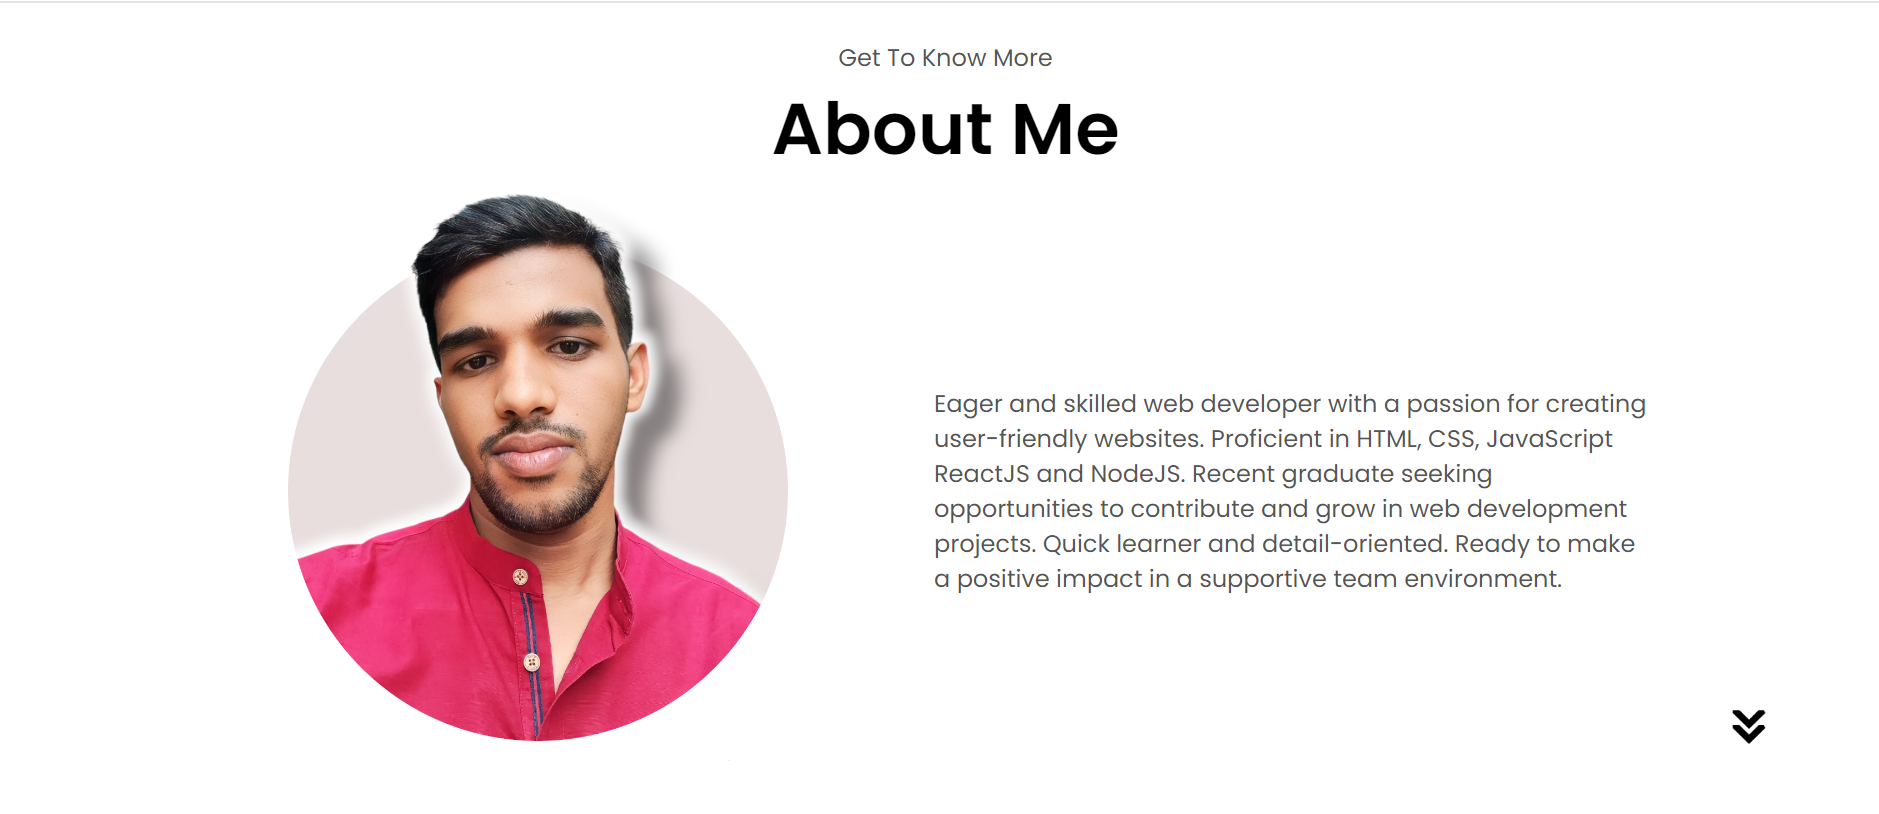 Get To Know More
About Me
Eager and skilled web developer with a passion for creating
user-friendly websites. Proficient in HTML, CSS, JavaScript
ReactJS and NodeJS. Recent graduate seeking
opportunities to contribute and grow in web development
projects. Quick learner and detail-oriented. Ready to make
a positive impact in a supportive team environment.